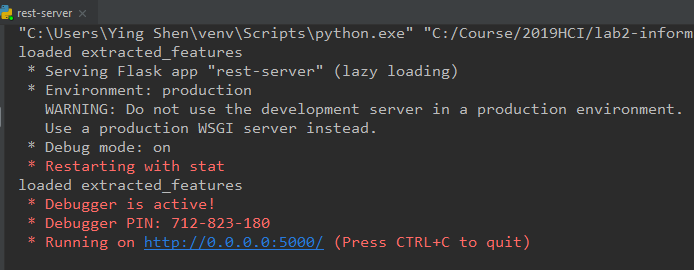 rest-server ×
"C:\Users\Ying Shen\venv\Scripts\python.exe" "C:/Course/2019HCI/lab2-inform
loaded extracted_features
* Serving Flask app "rest-server" (lazy loading)
* Environment: production
WARNING: Do not use the development server in a production environment.
Use a production WSGI server instead.
* Debug mode: on
* Restarting with stat
loaded extracted_features
* Debugger is active!
* Debugger PIN: 712-823-180
* Running on http://0.0.0.0:5000/ (Press CTRL+C to quit)